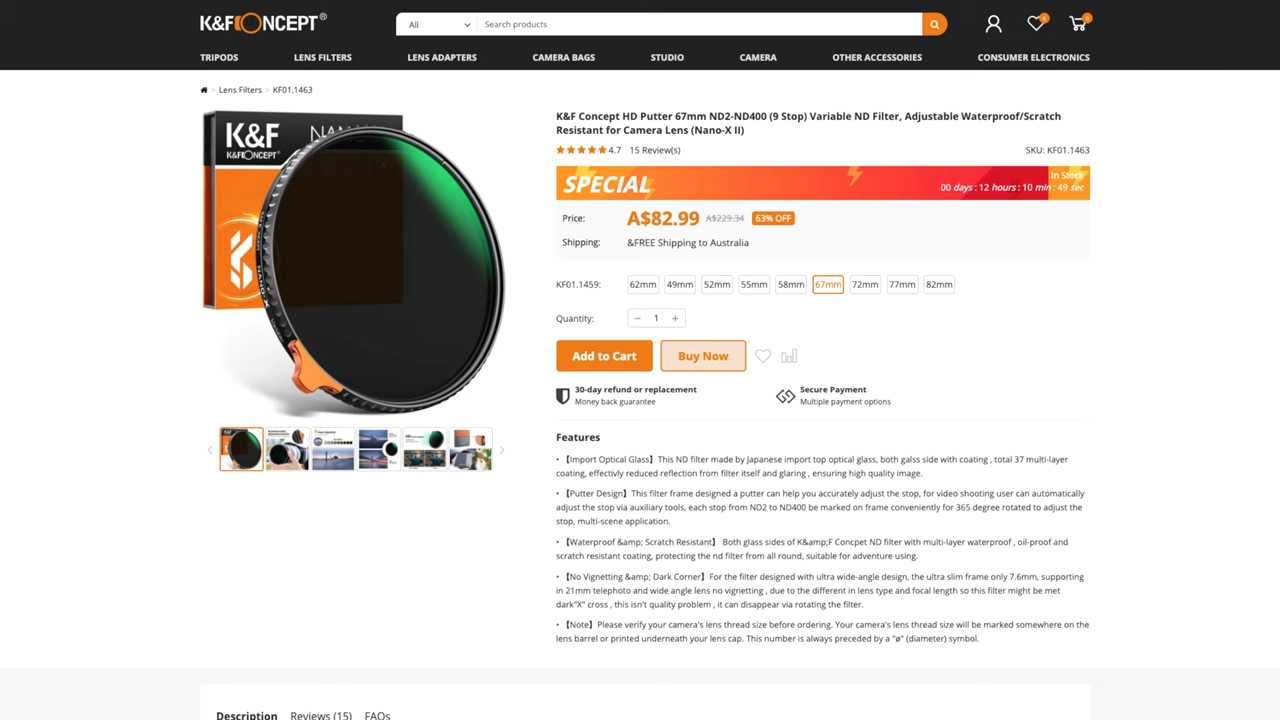 K&F CONCEPT®
All
Search products
0
0
TRIPODS
LENS FILTERS
LENS ADAPTERS
CAMERA BAGS
STUDIO
CAMERA
OTHER ACCESSORIES
CONSUMER ELECTRONICS
> Lens Filters > KF01.1463
K&F
K&F CONCEPT
K&F Concept HD Putter 67mm ND2-ND400 (9 Stop) Variable ND Filter, Adjustable Waterproof/Scratch
Resistant for Camera Lens (Nano-X II)
4.7 15 Review(s)
SKU: KF01.1463
SPECIAL
In Stock
00 days : 12 hours : 10 min : 49 sec
Price: A$82.99 A$229.34 63% OFF
Shipping: &FREE Shipping to Australia
KF01.1459: 62mm 49mm 52mm 55mm 58mm 67mm 72mm 77mm 82mm
Quantity: − 1 +
Add to Cart
Buy Now
30-day refund or replacement
Money back guarantee
Secure Payment
Multiple payment options
Features
• 【Import Optical Glass】This ND filter made by Japanese import top optical glass, both galss side with coating , total 37 multi-layer
coating, effectivly reduced reflection from filter itself and glaring , ensuring high quality image.
• 【Putter Design】This filter frame designed a putter can help you accurately adjust the stop, for video shooting user can automatically
adjust the stop via auxiliary tools, each stop from ND2 to ND400 be marked on frame conveniently for 365 degree rotated to adjust the
stop, multi-scene application.
• 【Waterproof &amp; Scratch Resistant】 Both glass sides of K&amp;F Concpet ND filter with multi-layer waterproof , oil-proof and
scratch resistant coating, protecting the nd filter from all round, suitable for adventure using.
• 【No Vignetting &amp; Dark Corner】For the filter designed with ultra wide-angle design, the ultra slim frame only 7.6mm, supporting
in 21mm telephoto and wide angle lens no vignetting , due to the different in lens type and focal length so this filter might be met
dark"X" cross , this isn't quality problem , it can disappear via rotating the filter.
• 【Note】Please verify your camera's lens thread size before ordering. Your camera's lens thread size will be marked somewhere on the
lens barrel or printed underneath your lens cap. This number is always preceded by a "ø" (diameter) symbol.
Description
Reviews (15)
FAQs